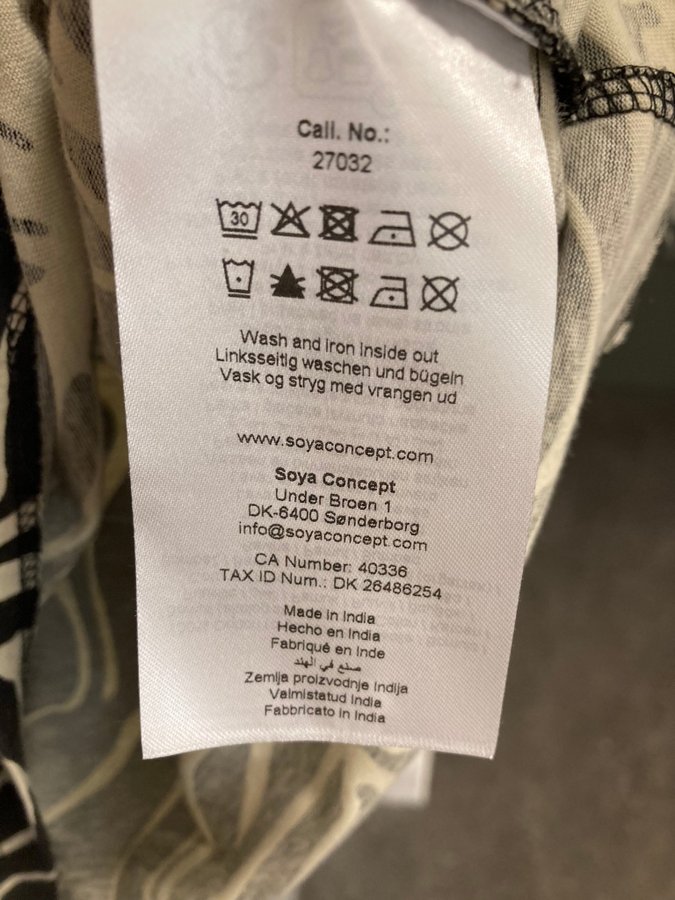 Call. No.:
27032
30
Wash and iron inside out
Linksseitig waschen und bügeln
Vask og stryg med vrangen ud
www.soyaconcept.com
Soya Concept
Under Broen 1
DK-6400 Sønderborg
info@soyaconcept.com
CA Number: 40336
TAX ID Num.: DK 26486254
Made in India
Hecho en India
Fabriqué en Inde
صنع في الهند
Zemlja proizvodnje Indija
Valmistatud India
Fabbricato in India